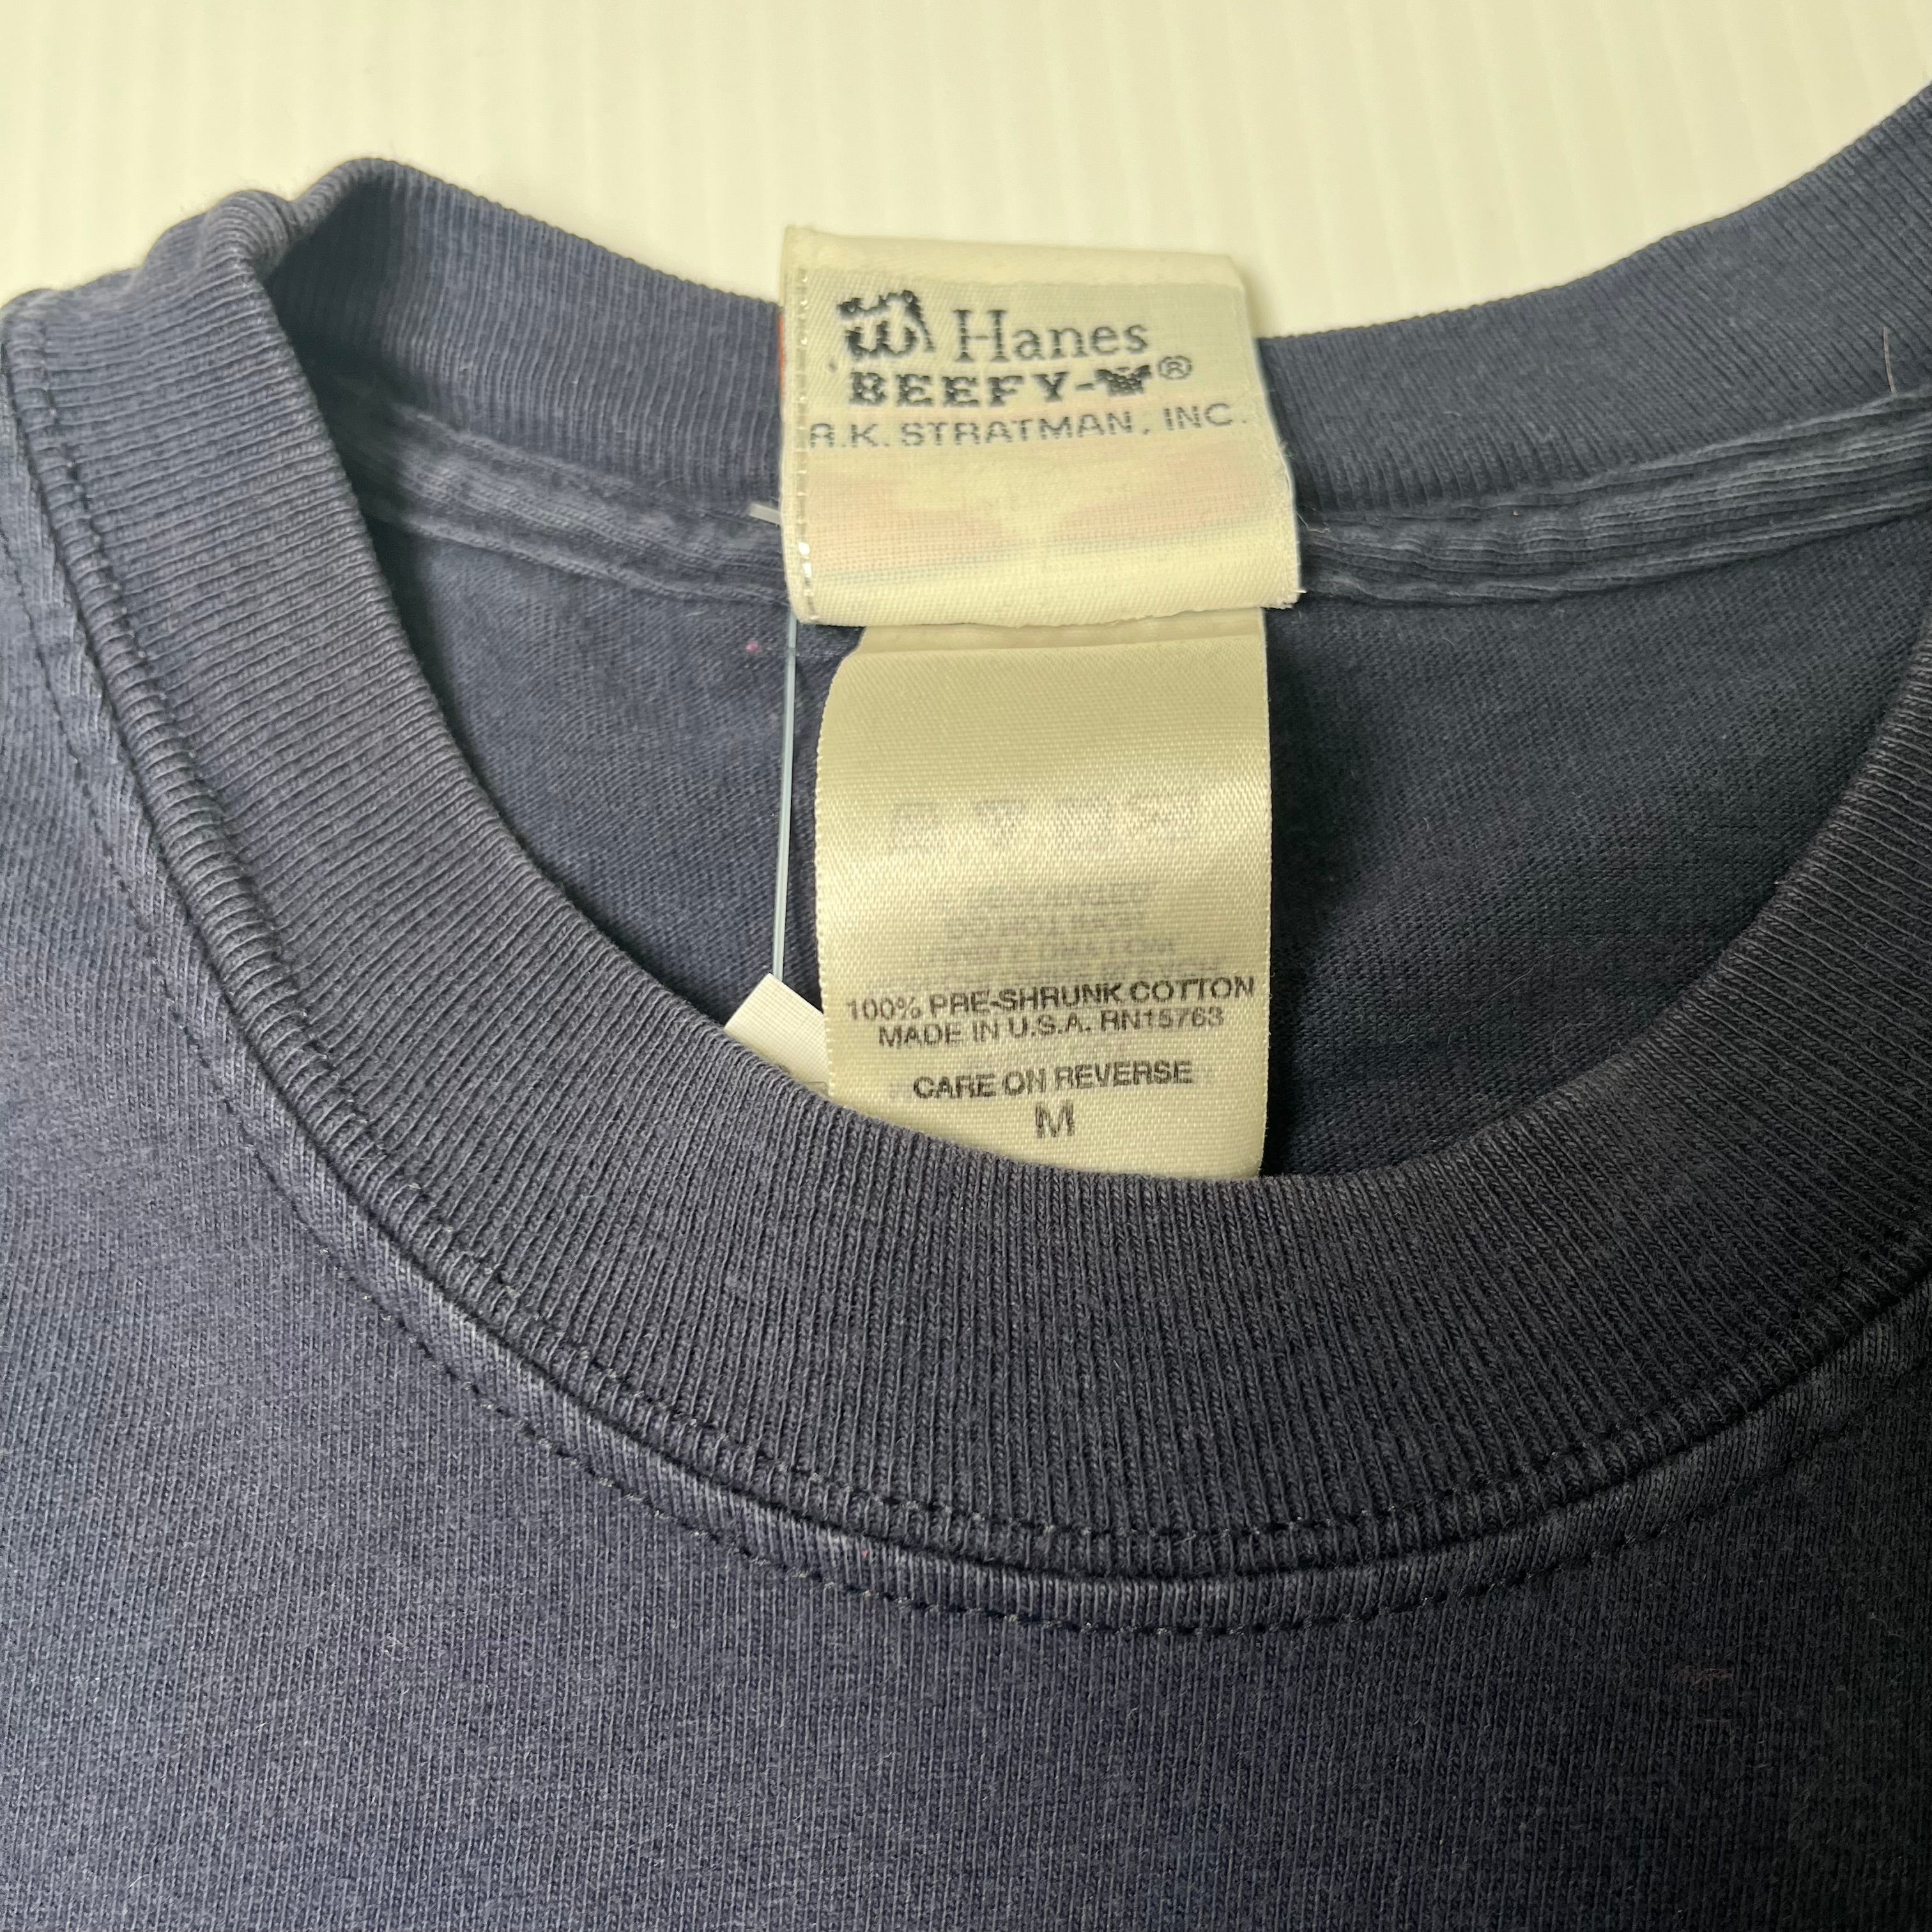 Hanes
BEEFY-T®
R.K. STRATMAN, INC.
100% PRE-SHRUNK COTTON
MADE IN U.S.A. RN15763
CARE ON REVERSE
M